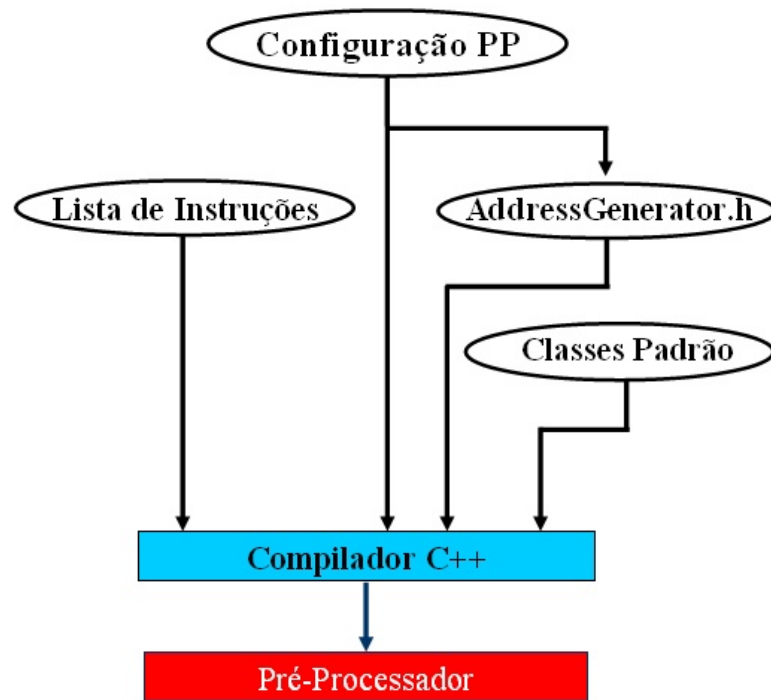 Configuração PP
Lista de Instruções
AddressGenerator.h
Classes Padrão
Compilador C++
Pré-Processador